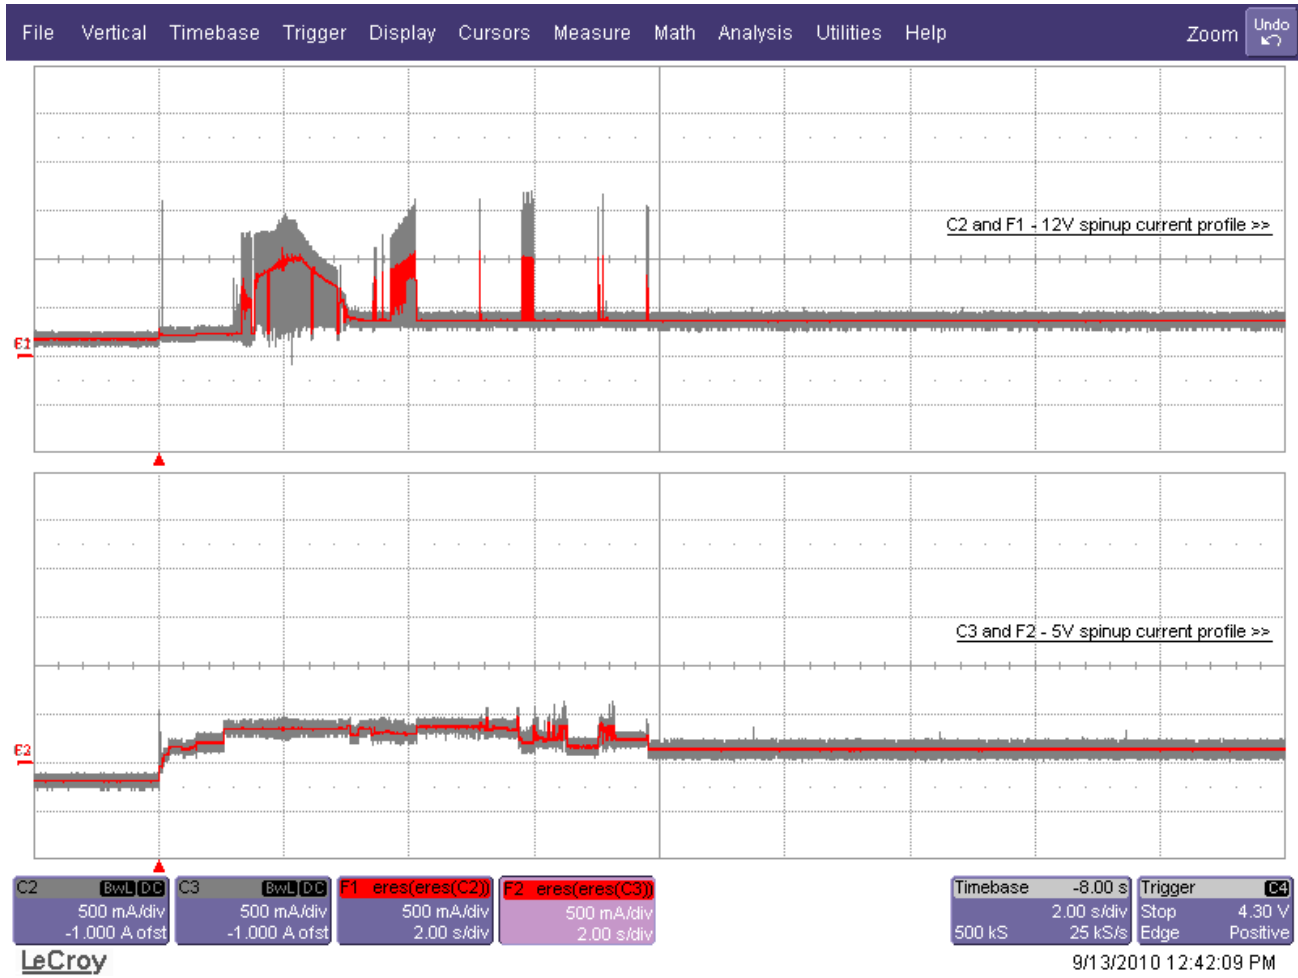 File Vertical Timebase Trigger Display Cursors Measure Math Analysis Utilities Help Zoom Undo
C2 and F1 - 12V spinup current profile >>
C3 and F2 - 5V spinup current profile >>
C2 BwL DC
500 mA/div
-1.000 A ofst
C3 BwL DC
500 mA/div
-1.000 A ofst
F1 eres(eres(C2))
500 mA/div
2.00 s/div
F2 eres(eres(C3))
500 mA/div
2.00 s/div
Timebase -8.00 s
2.00 s/div
500 kS 25 kS/s
Trigger C4
Stop 4.30 V
Edge Positive
LeCroy
9/13/2010 12:42:09 PM